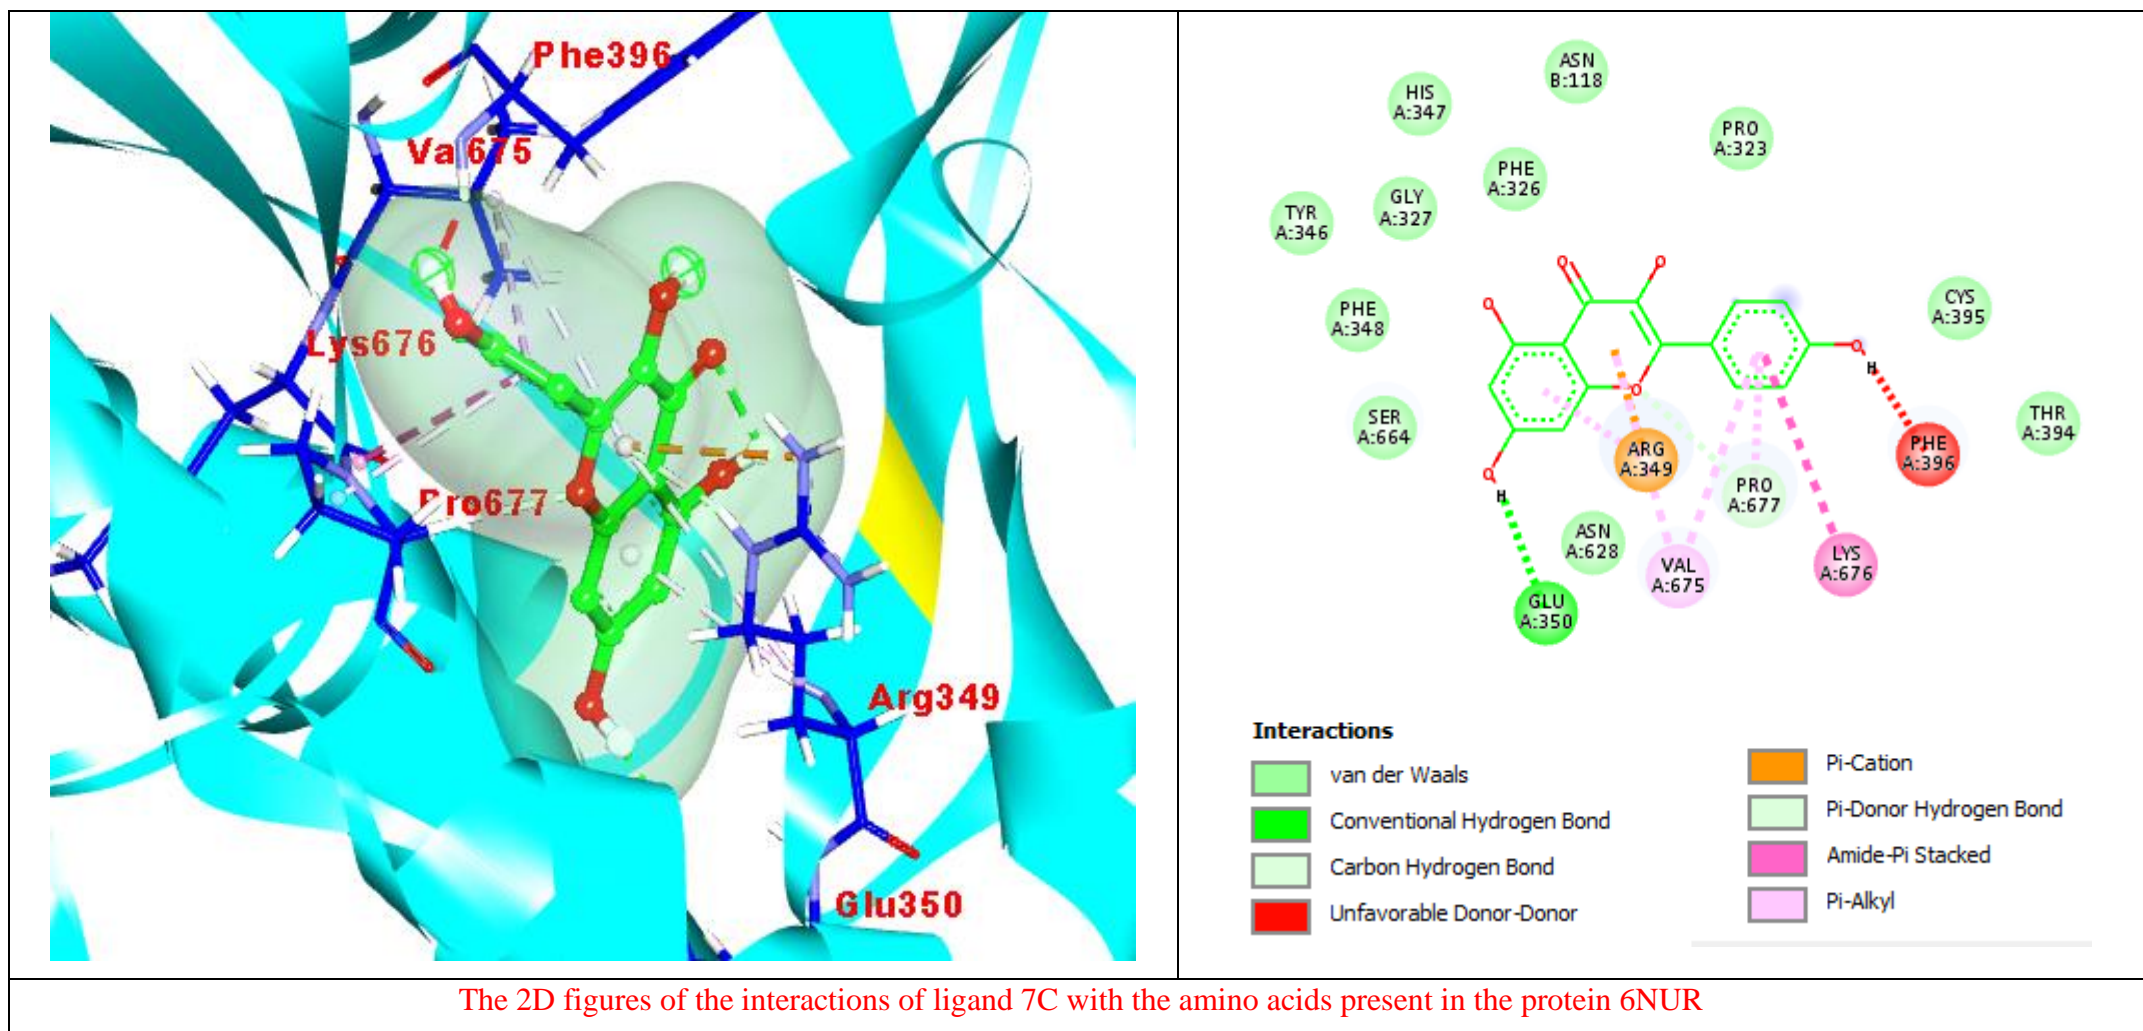 Phe396
Val675
Lys676
Pro677
Arg349
Glu350
ASN
B:118
HIS
A:347
PRO
A:323
PHE
A:326
GLY
A:327
TYR
A:346
O
O
O
PHE
A:348
CYS
A:395
O
H
O
SER
A:664
THR
A:394
ARG
A:349
PHE
A:396
PRO
A:677
O
H
ASN
A:628
VAL
A:675
LYS
A:676
GLU
A:350
Interactions
van der Waals
Conventional Hydrogen Bond
Carbon Hydrogen Bond
Unfavorable Donor-Donor
Pi-Cation
Pi-Donor Hydrogen Bond
Amide-Pi Stacked
Pi-Alkyl
The 2D figures of the interactions of ligand 7C with the amino acids present in the protein 6NUR